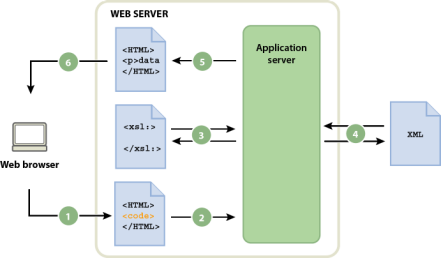 WEB SERVER
6
<HTML>
<p>data
</HTML>
5
Application
server
<xsl:>
</xsl:>
3
4
XML
Web browser
1
<HTML>
<code>
</HTML>
2